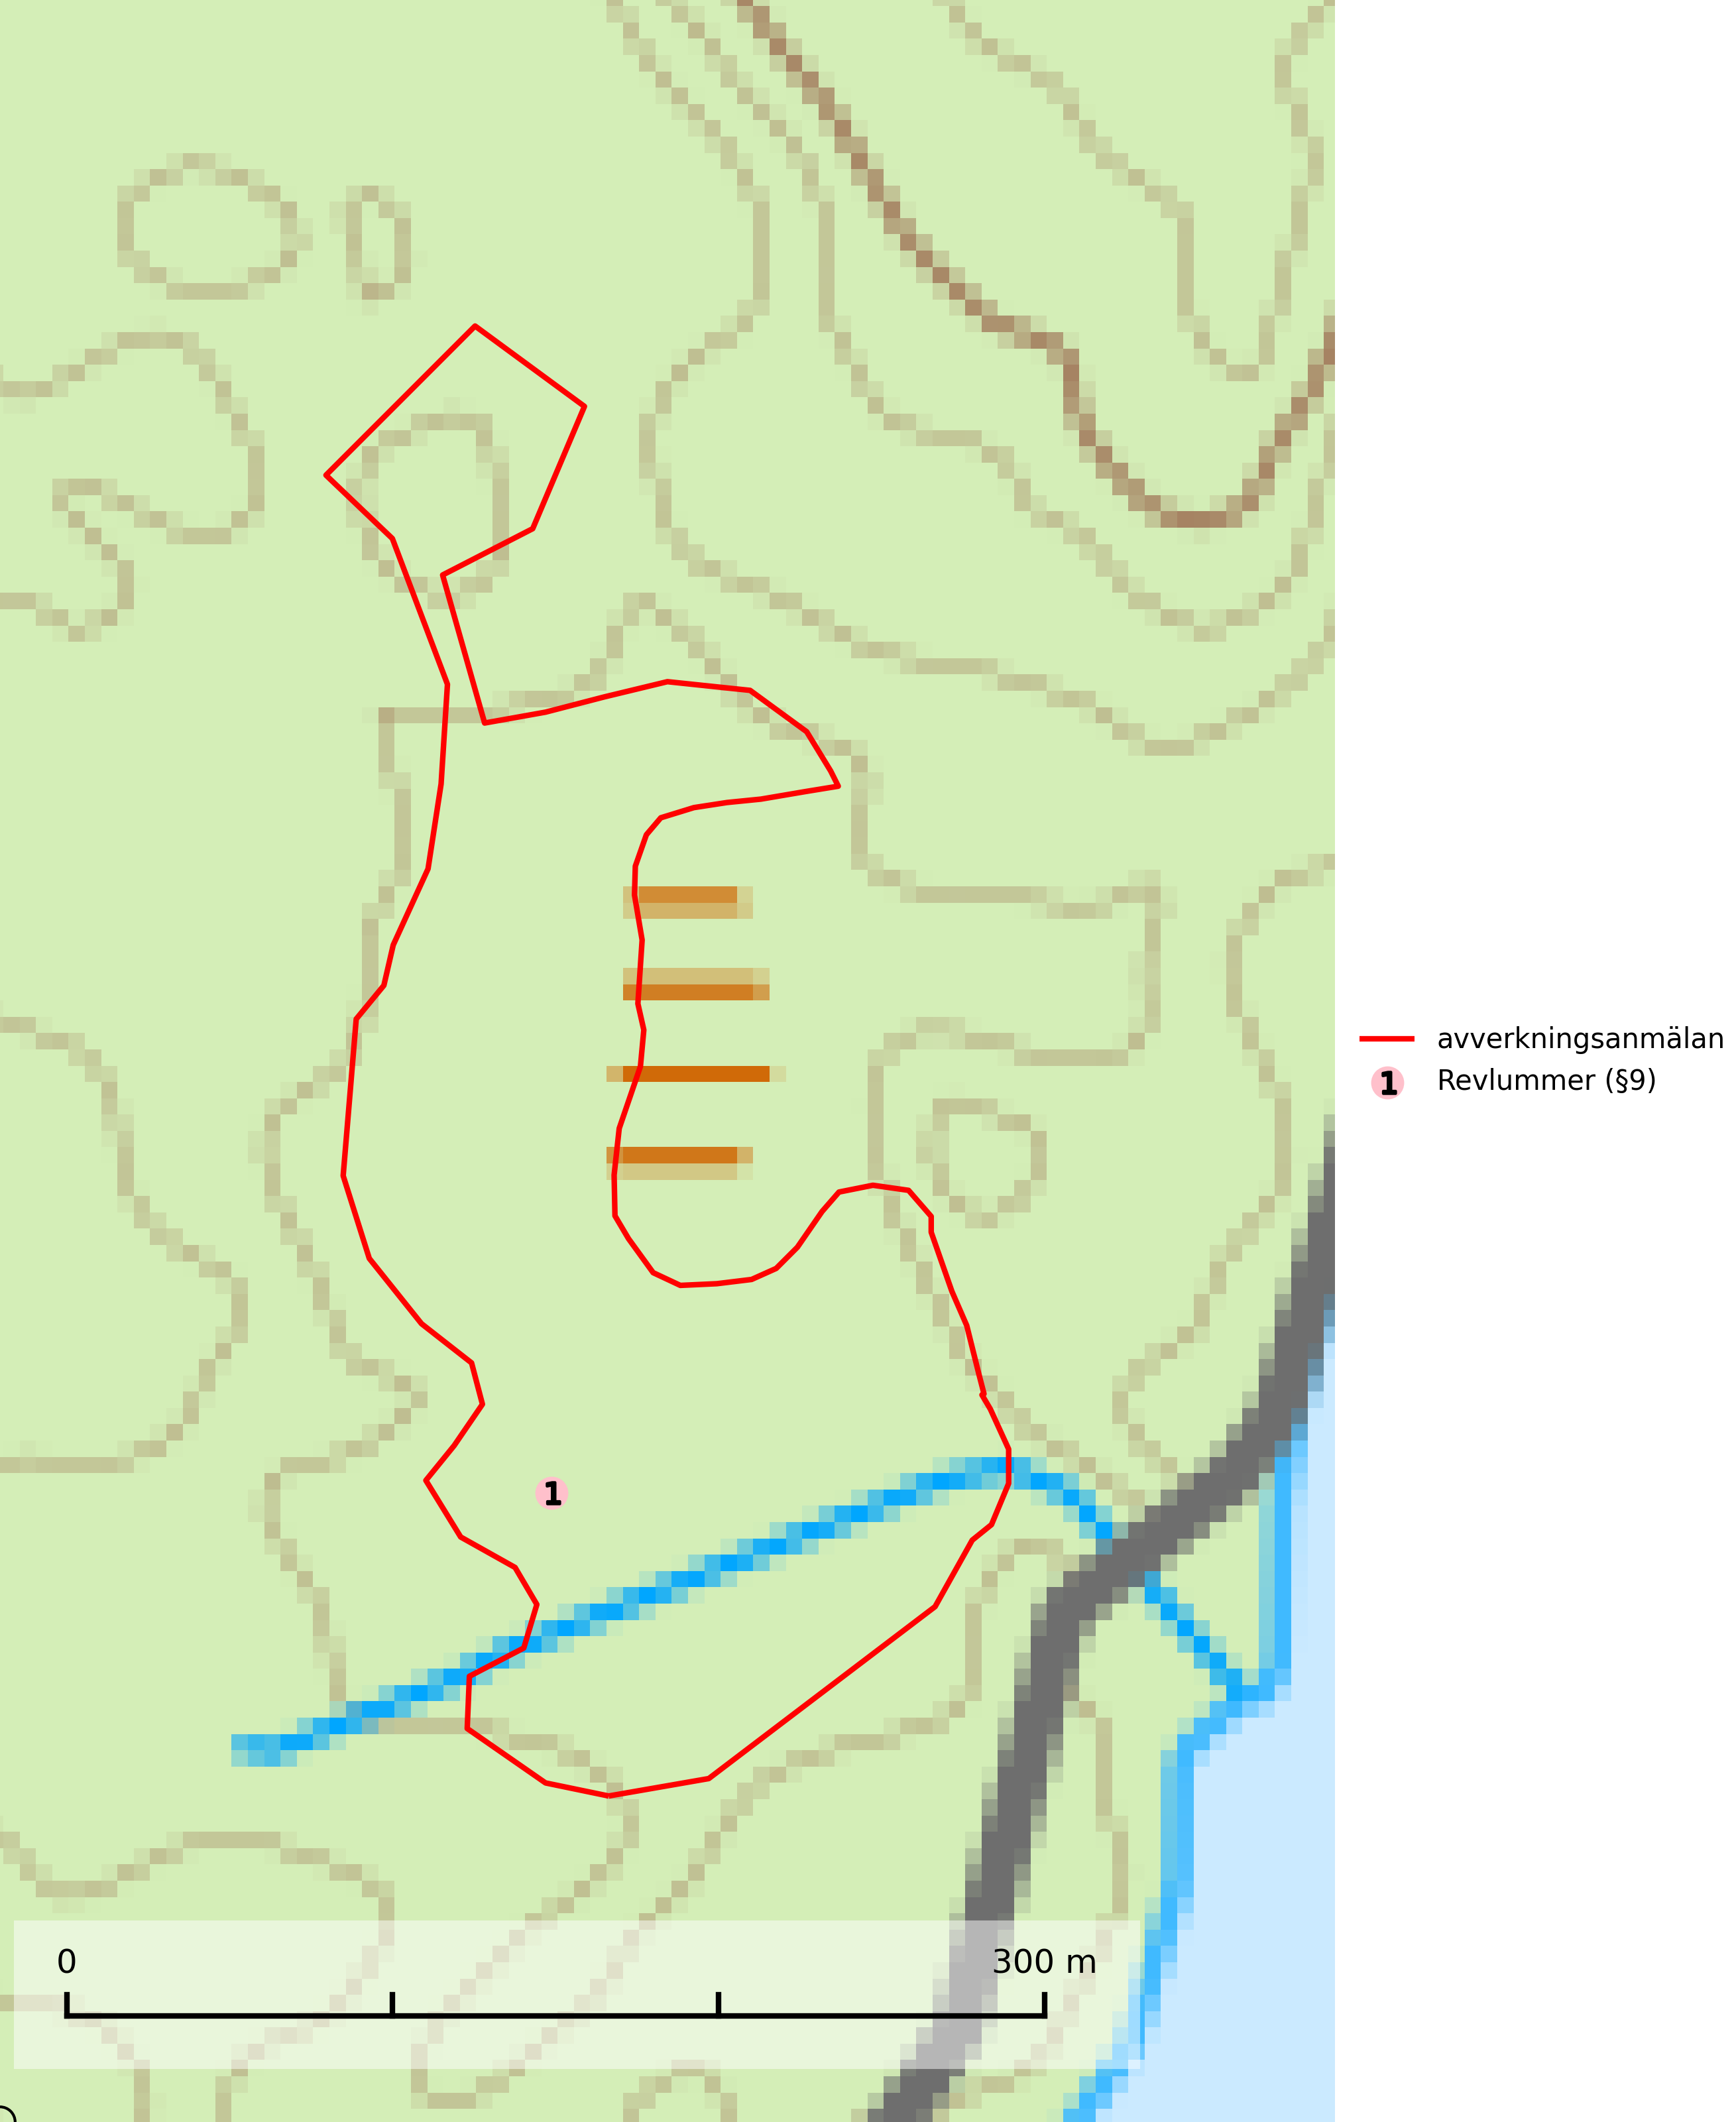 avverkningsanmälan
1 Revlummer (§9)
1
0 300 m